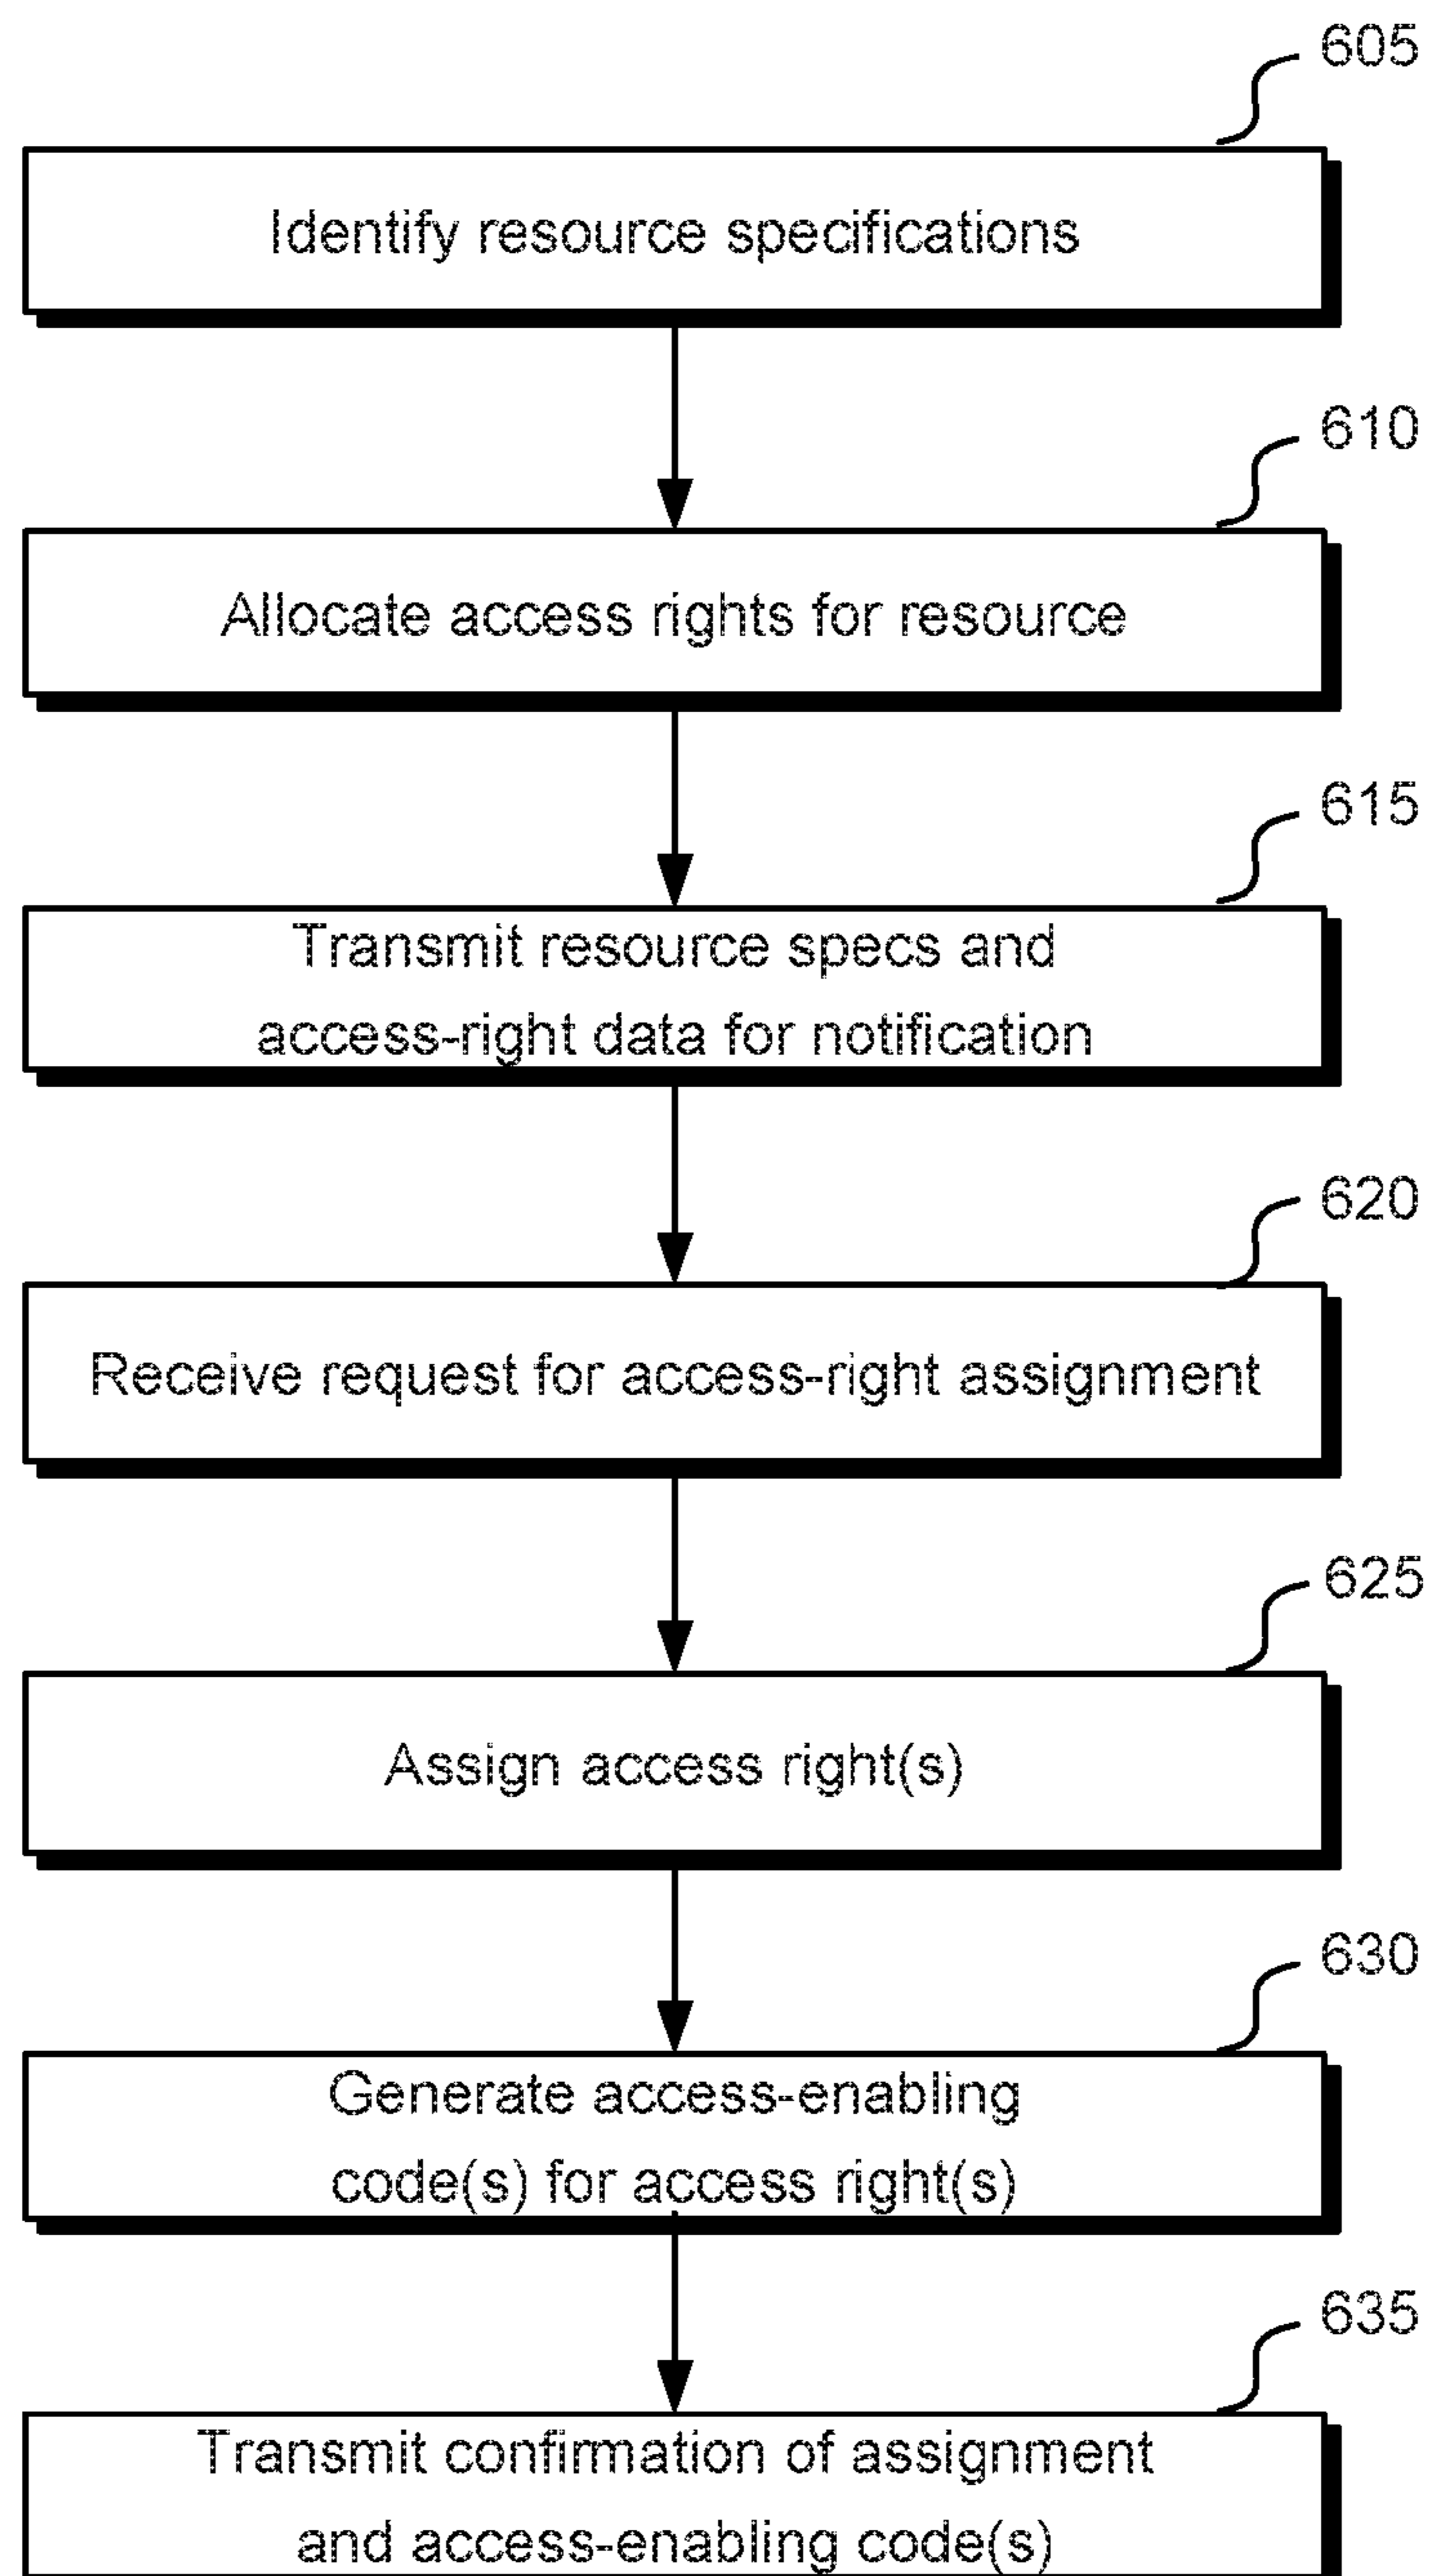 605
Identify resource specifications
610
Allocate access rights for resource
615
Transmit resource specs and
access-right data for notification
620
Receive request for access-right assignment
625
Assign access right(s)
630
Generate access-enabling
code(s) for access right(s)
635
Transmit confirmation of assignment
and access-enabling code(s)